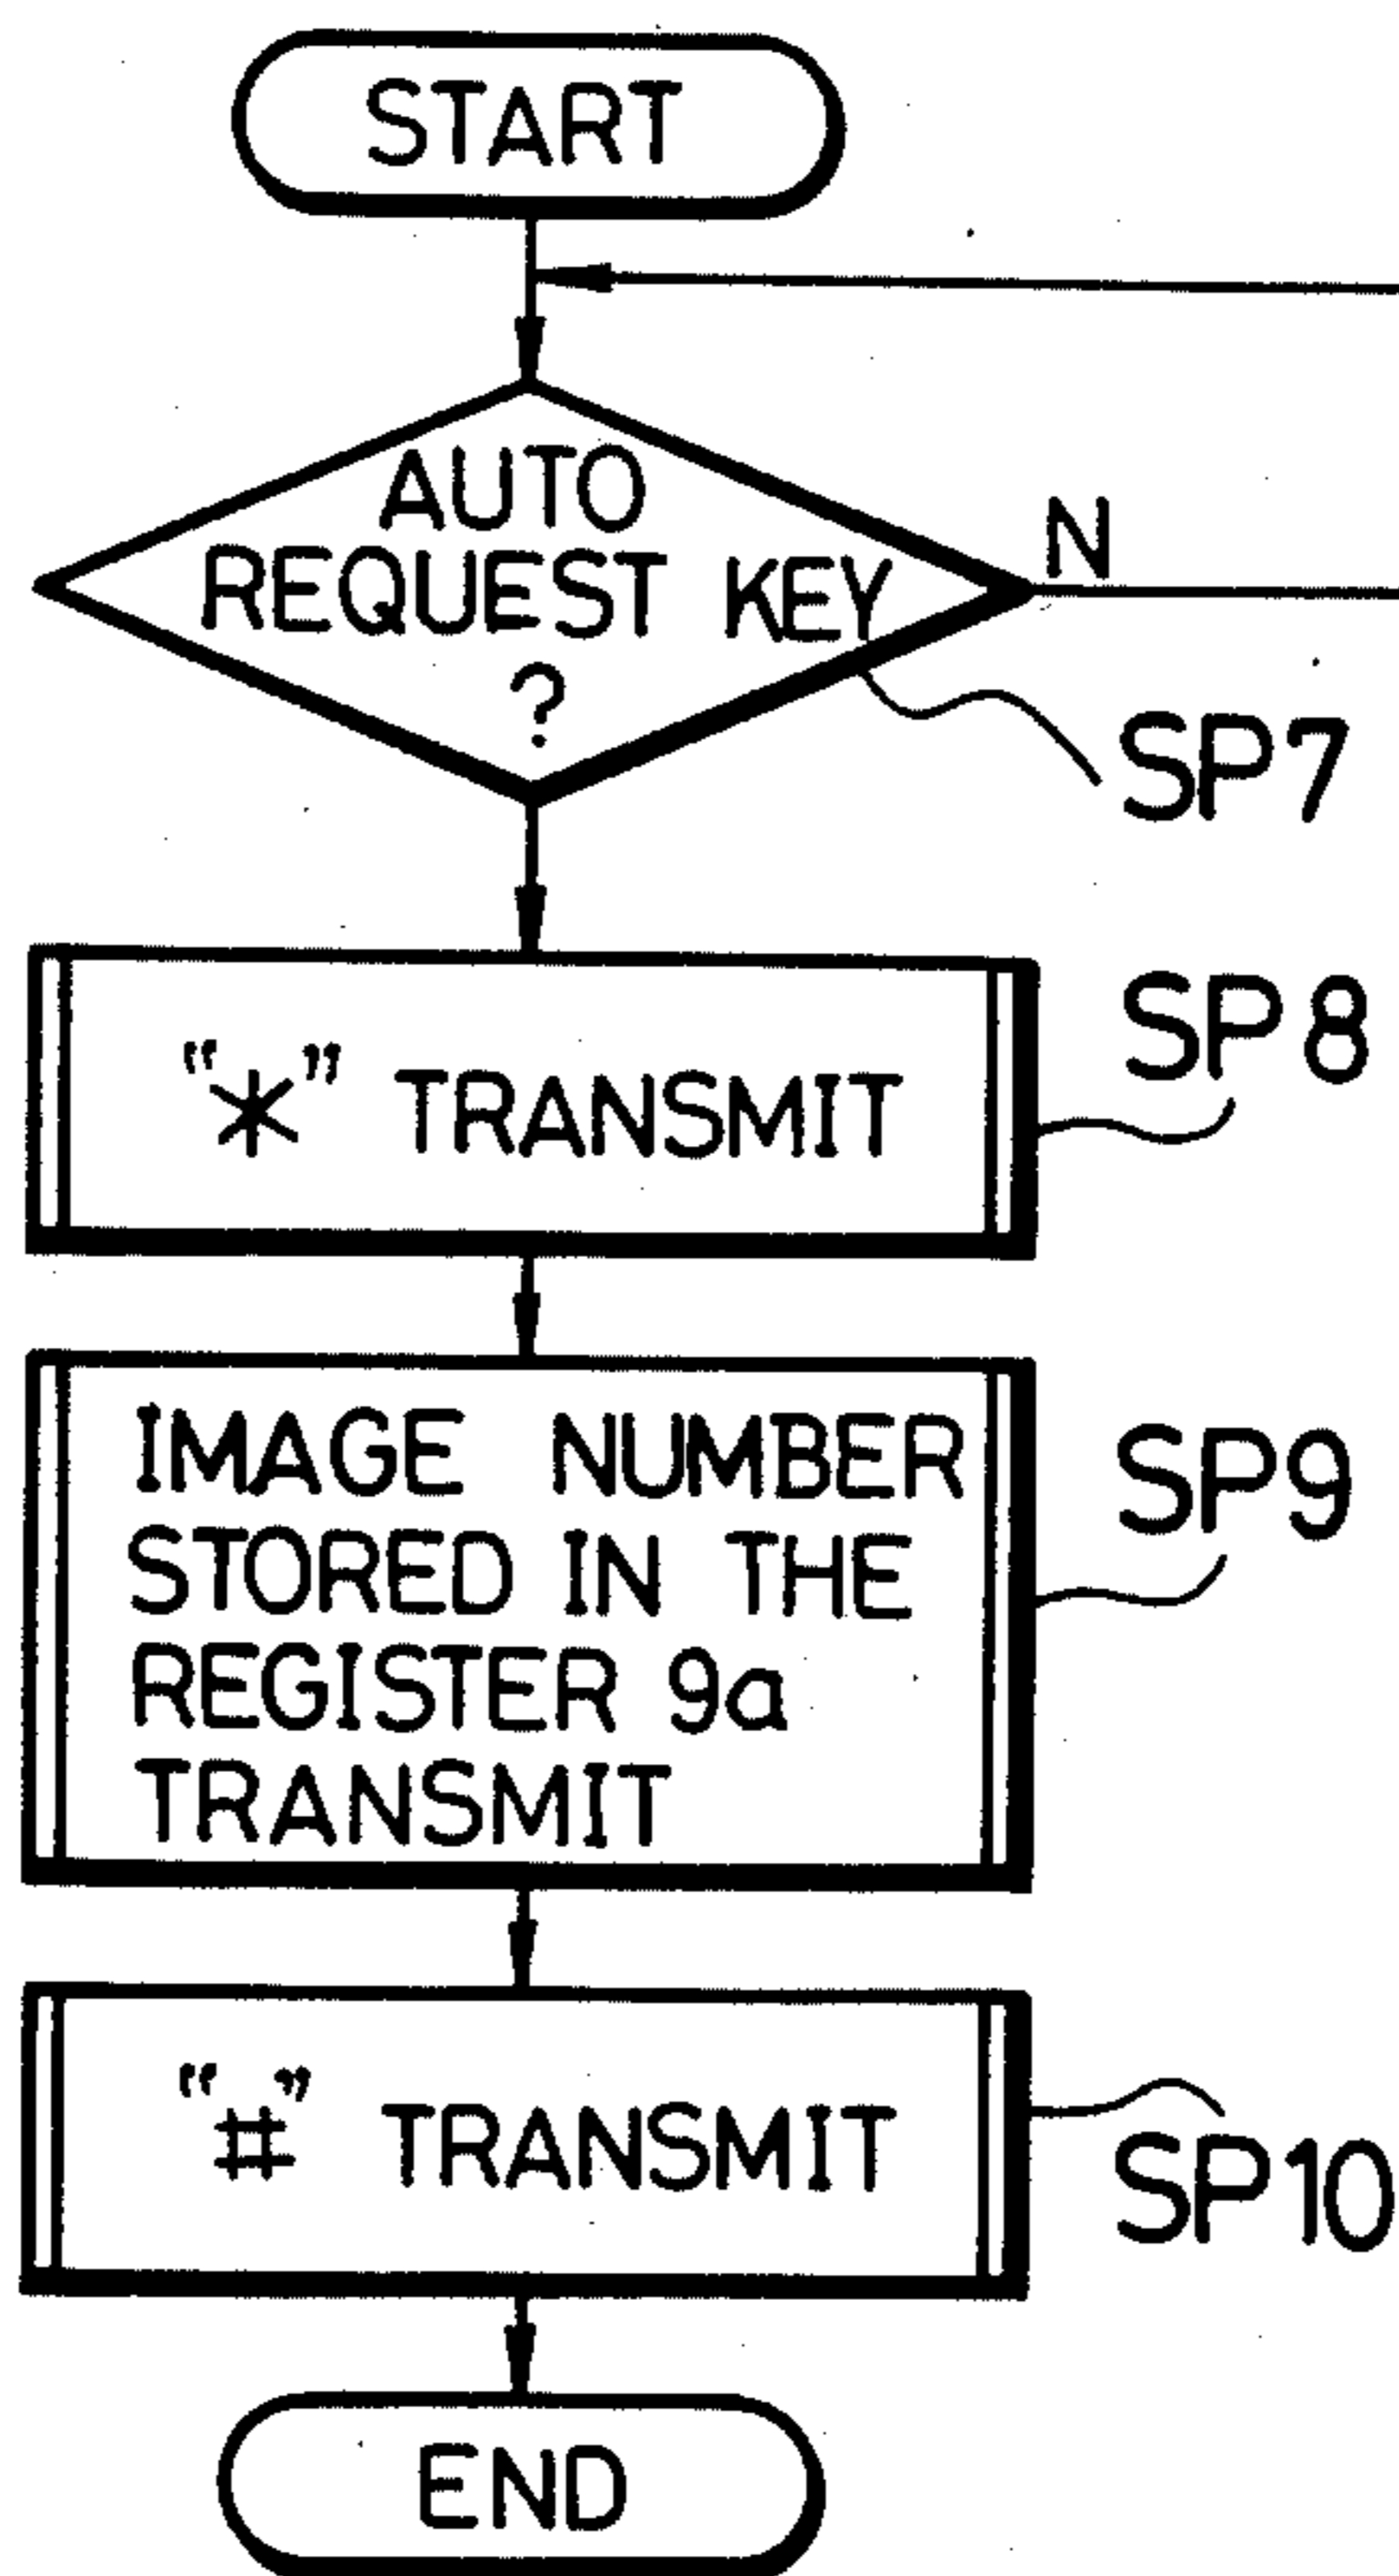 START
AUTO
REQUEST KEY
?
N
SP7
"*" TRANSMIT
SP8
IMAGE NUMBER
STORED IN THE
REGISTER 9a
TRANSMIT
SP9
"#" TRANSMIT
SP10
END